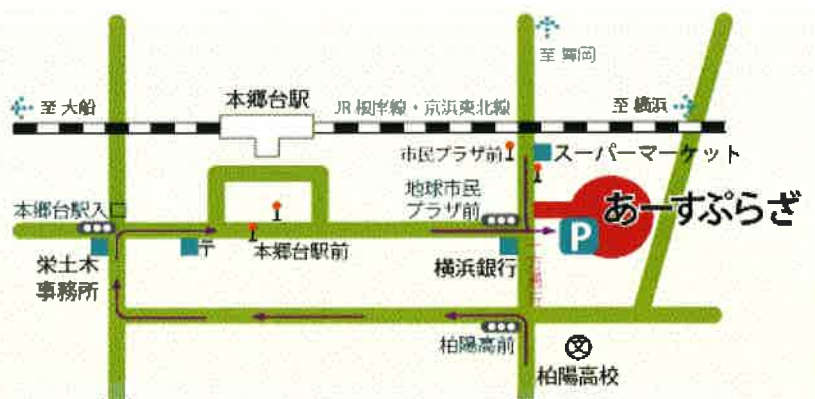 至 舞岡
至 大船
本郷台駅
JR 根岸線・京浜東北線
至 横浜
市民プラザ前
スーパーマーケット
本郷台駅入口
地球市民
プラザ前
あーすぷらざ
P
〒
栄土木
事務所
本郷台駅前
横浜銀行
柏陽高前
文
柏陽高校